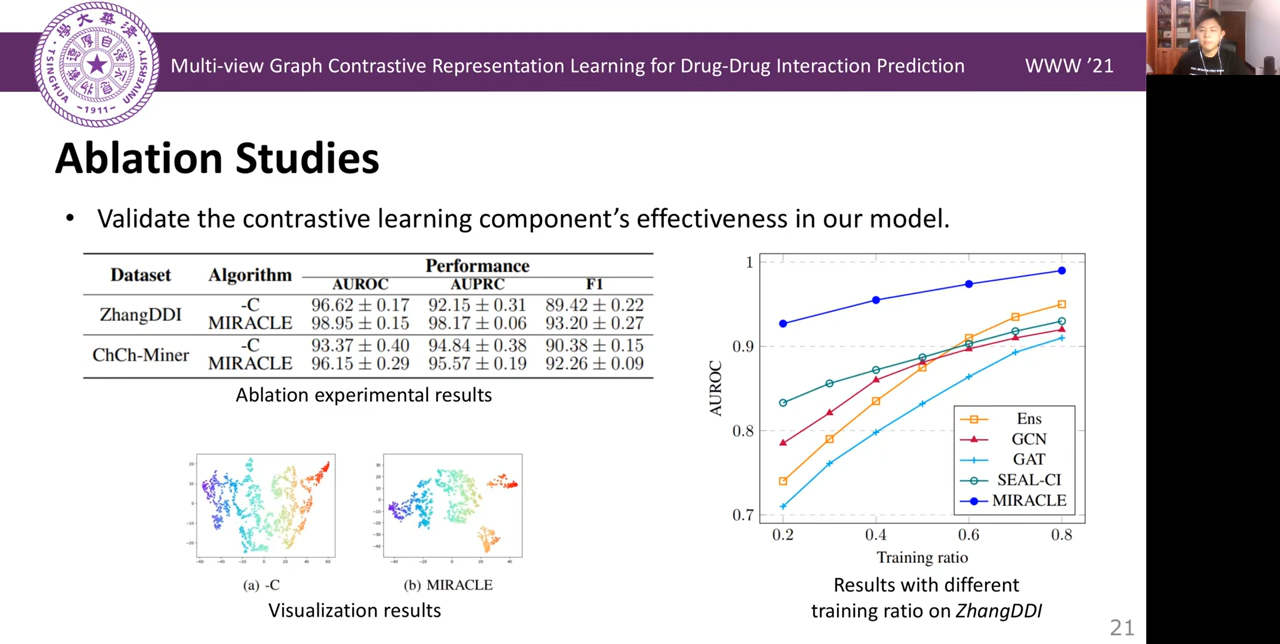 Multi-view Graph Contrastive Representation Learning for Drug-Drug Interaction Prediction
WWW '21
TSINGHUA UNIVERSITY
-1911-
Ablation Studies
• Validate the contrastive learning component's effectiveness in our model.
Dataset Algorithm Performance
AUROC AUPRC F1
ZhangDDI
-C 96.62 ± 0.17 92.15 ± 0.31 89.42 ± 0.22
MIRACLE 98.95 ± 0.15 98.17 ± 0.06 93.20 ± 0.27
ChCh-Miner
-C 93.37 ± 0.40 94.84 ± 0.38 90.38 ± 0.15
MIRACLE 96.15 ± 0.29 95.57 ± 0.19 92.26 ± 0.09
Ablation experimental results
(a) -C
(b) MIRACLE
Visualization results
1
0.9
0.8
0.7
AUROC
0.2 0.4 0.6 0.8
Training ratio
Ens
GCN
GAT
SEAL-CI
MIRACLE
Results with different
training ratio on ZhangDDI
21